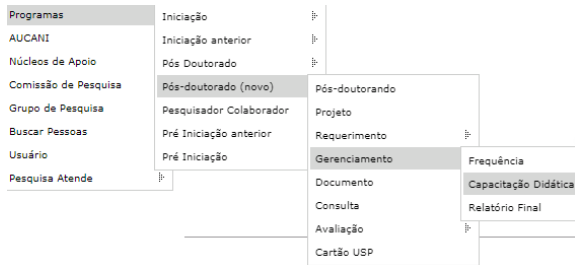 Programas
AUCANI
Núcleos de Apoio
Comissão de Pesquisa
Grupo de Pesquisa
Buscar Pessoas
Usuário
Pesquisa Atende
Iniciação
Iniciação anterior
Pós Doutorado
Pós-doutorado (novo)
Pesquisador Colaborador
Pré Iniciação anterior
Pré Iniciação
Pós-doutorando
Projeto
Requerimento
Gerenciamento
Documento
Consulta
Avaliação
Cartão USP
Frequência
Capacitação Didática
Relatório Final